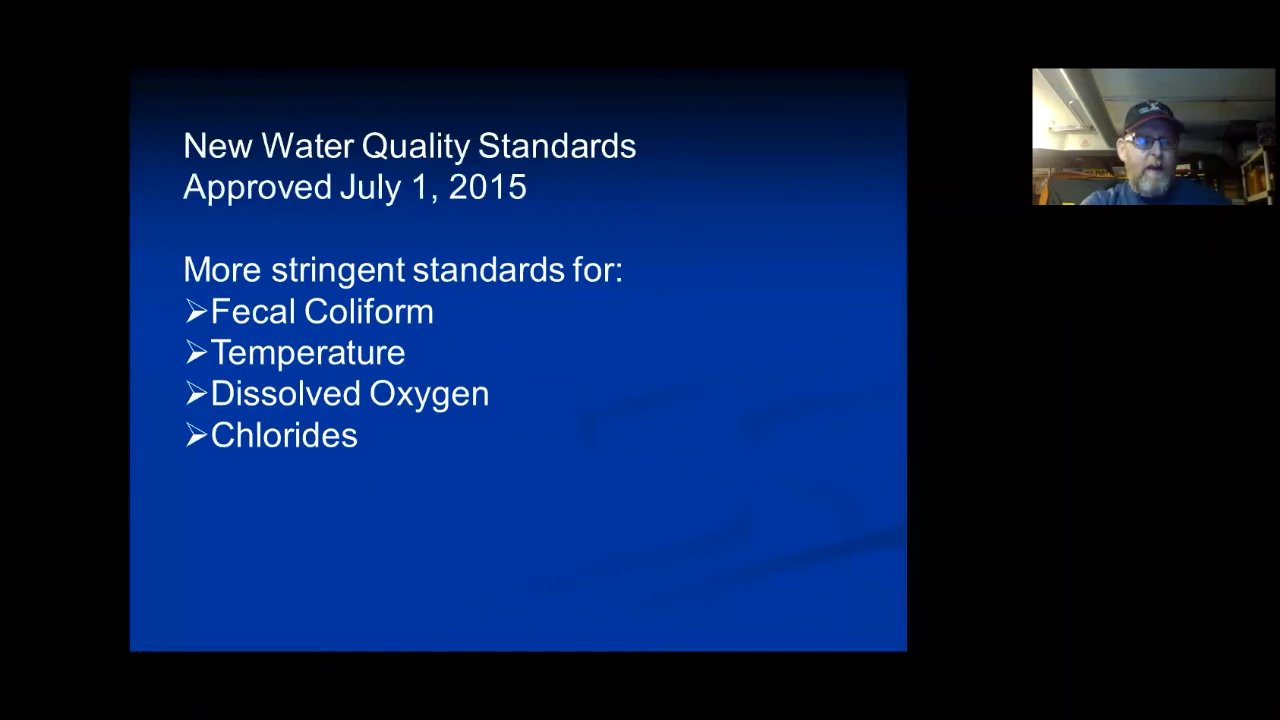 New Water Quality Standards
Approved July 1, 2015
More stringent standards for:
➢Fecal Coliform
➢Temperature
➢Dissolved Oxygen
➢Chlorides